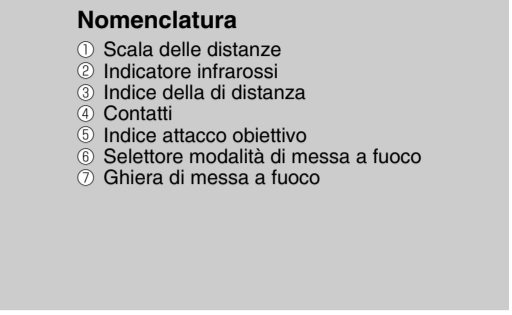 Nomenclatura
① Scala delle distanze
② Indicatore infrarossi
③ Indice della di distanza
④ Contatti
⑤ Indice attacco obiettivo
⑥ Selettore modalità di messa a fuoco
⑦ Ghiera di messa a fuoco